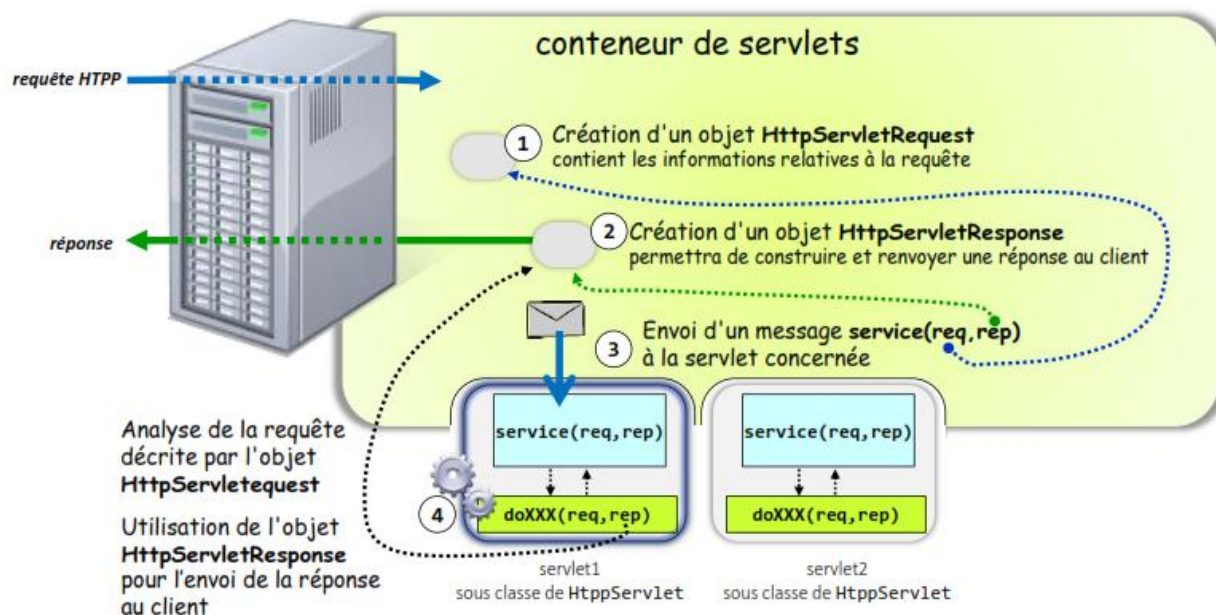 conteneur de servlets
requête HTPP
1
Création d'un objet HttpServletRequest
contient les informations relatives à la requête
réponse
2
Création d'un objet HttpServletResponse
permettra de construire et renvoyer une réponse au client
3
Envoi d'un message service(req,rep)
à la servlet concernée
Analyse de la requête
décrite par l'objet
HttpServletequest
Utilisation de l'objet
HttpServletResponse
pour l'envoi de la réponse
au client
service(req,rep)
4
doXXX(req,rep)
servlet1
sous classe de HtppServlet
service(req,rep)
doXXX(req,rep)
servlet2
sous classe de HtppServlet